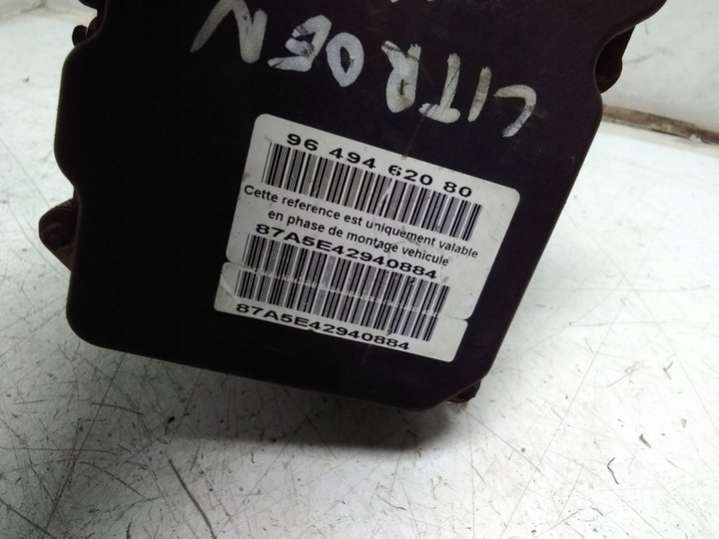 CITROEN
96 494 620 80
Cette reference est uniquement valable
en phase de montage vehicule
87A5E42940884
87A5E42940884